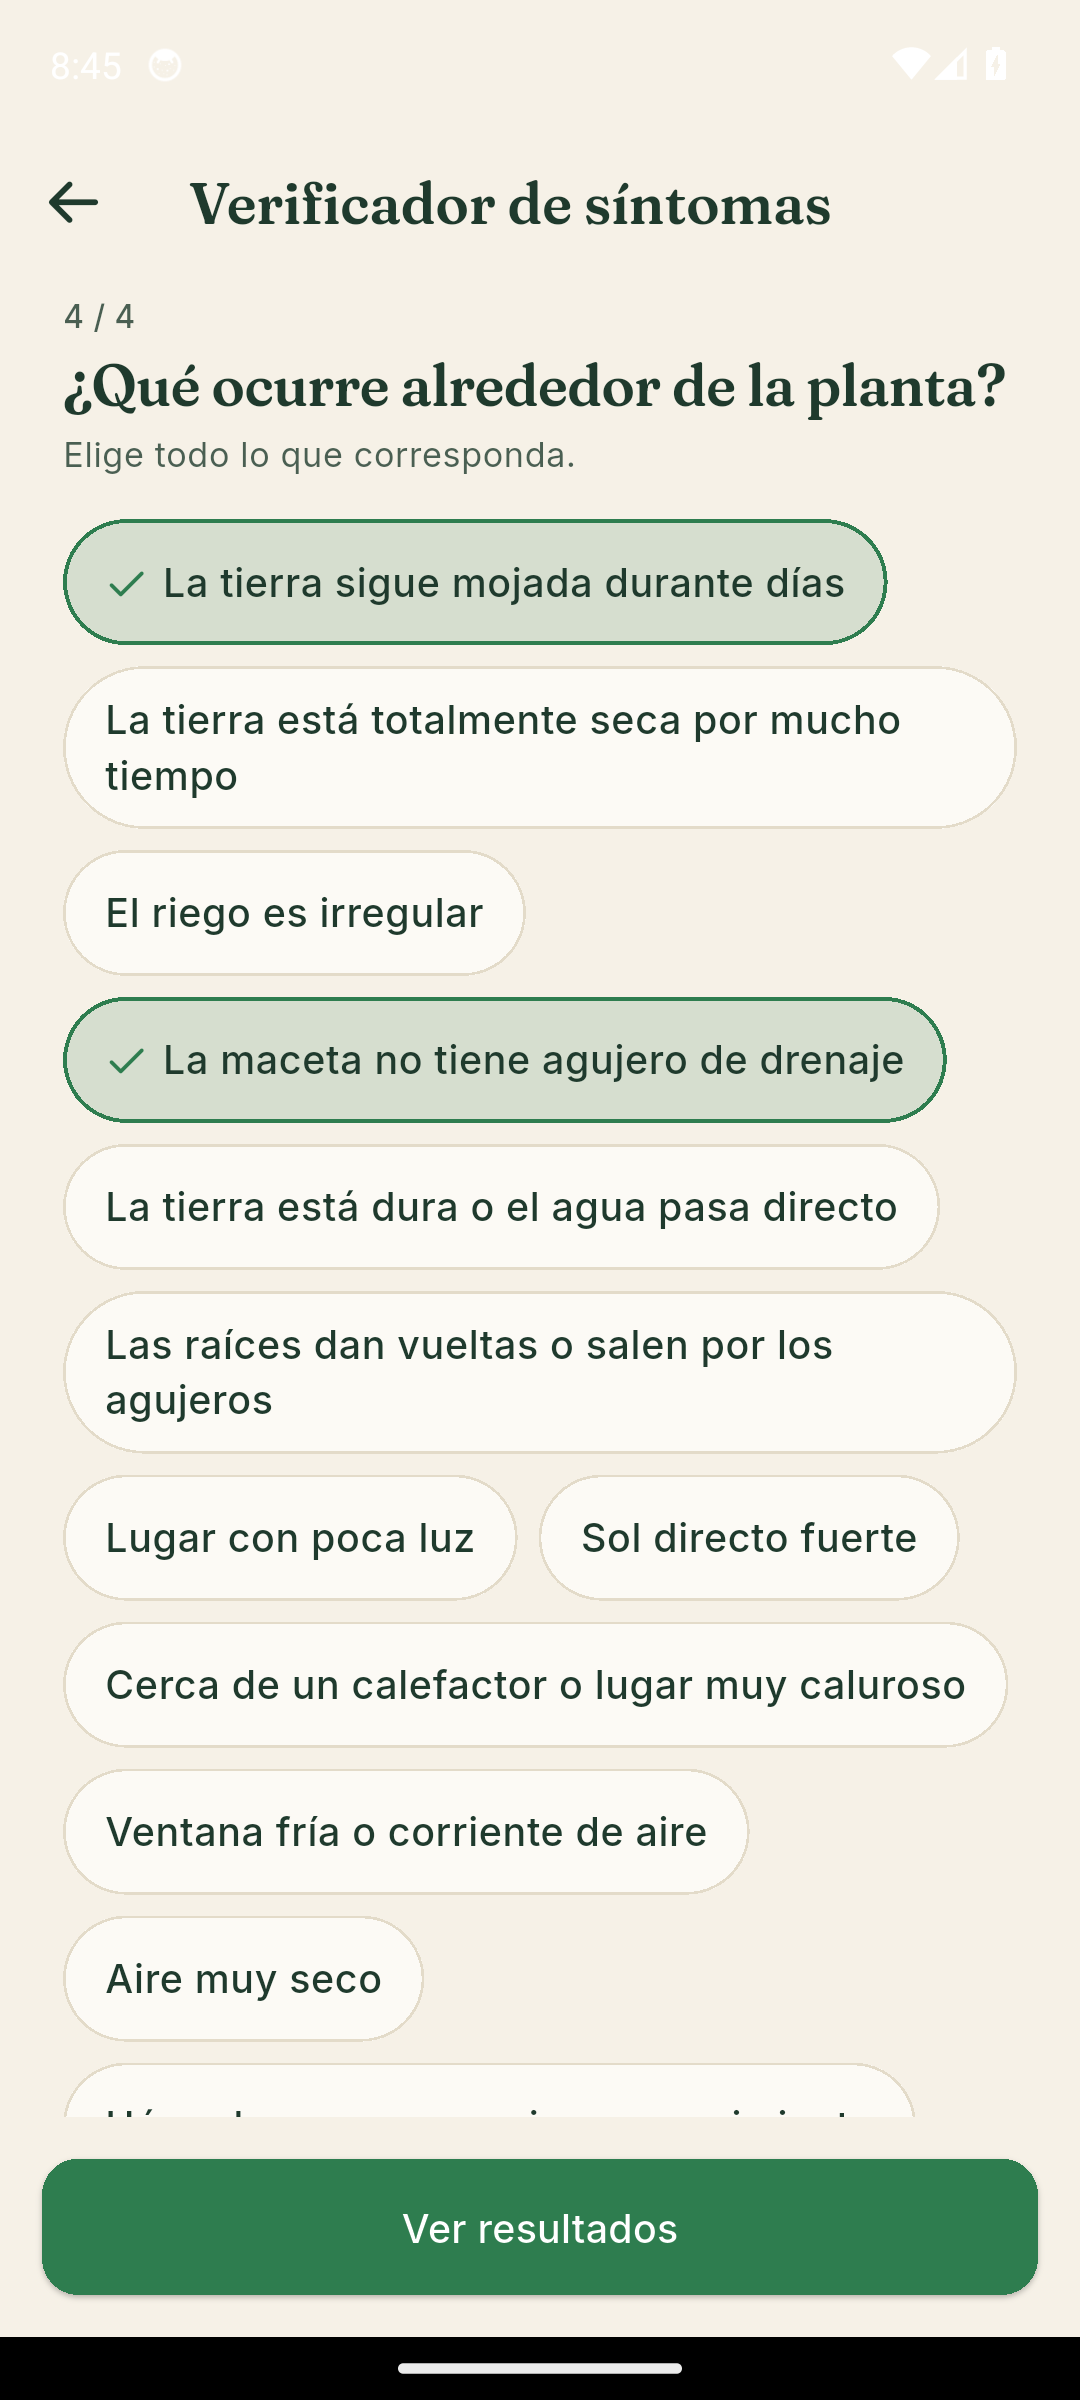 8:45
Verificador de síntomas
4 / 4
¿Qué ocurre alrededor de la planta?
Elige todo lo que corresponda.
La tierra sigue mojada durante días
La tierra está totalmente seca por mucho
tiempo
El riego es irregular
La maceta no tiene agujero de drenaje
La tierra está dura o el agua pasa directo
Las raíces dan vueltas o salen por los
agujeros
Lugar con poca luz
Sol directo fuerte
Cerca de un calefactor o lugar muy caluroso
Ventana fría o corriente de aire
Aire muy seco
Ver resultados